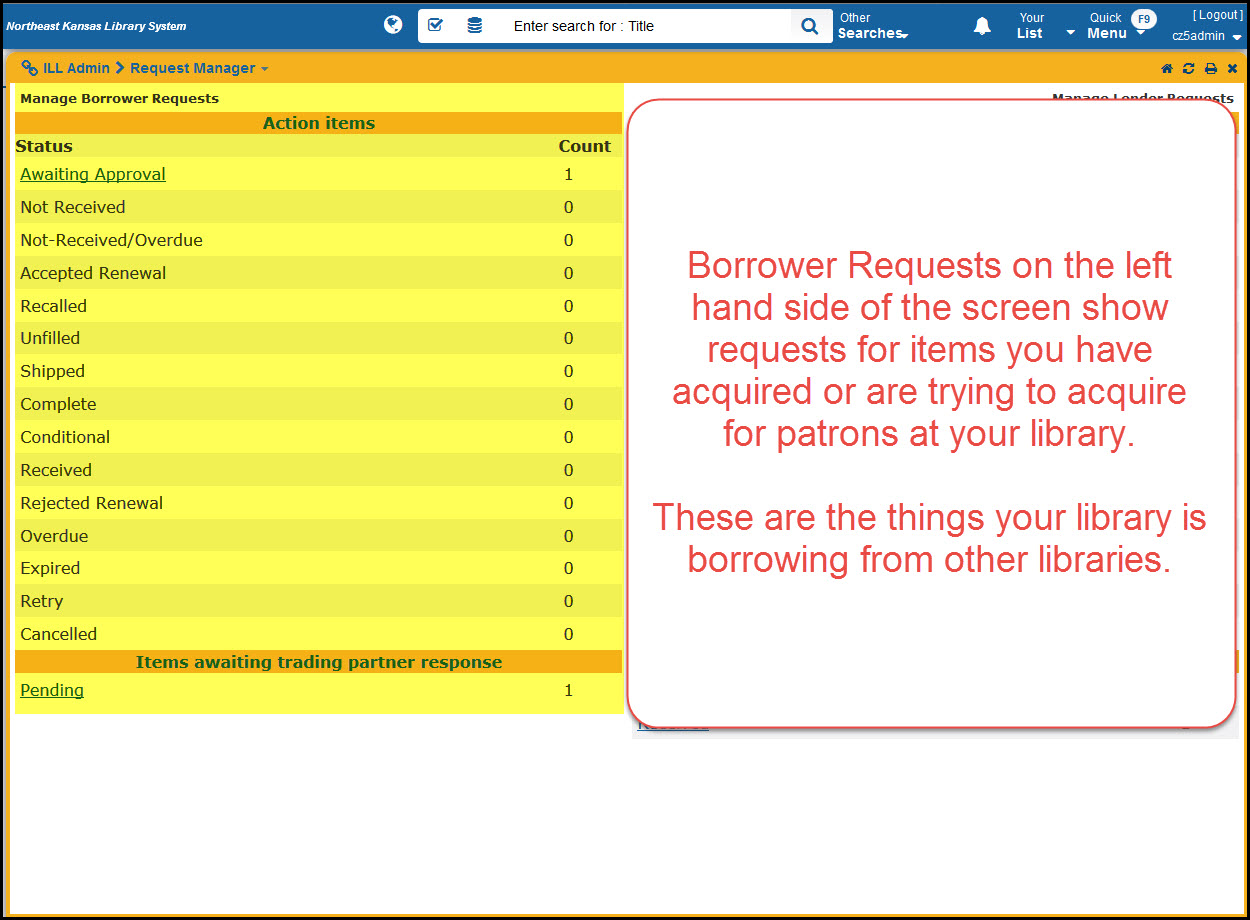 Northeast Kansas Library System
Enter search for : Title
Other
Searches
Your
List
Quick
Menu
F9
[ Logout ]
cz5admin
ILL Admin > Request Manager
Manage Borrower Requests
Manage Lender Requests
Action items
Status Count
Awaiting Approval 1
Not Received 0
Not-Received/Overdue 0
Accepted Renewal 0
Recalled 0
Unfilled 0
Shipped 0
Complete 0
Conditional 0
Received 0
Rejected Renewal 0
Overdue 0
Expired 0
Retry 0
Cancelled 0
Items awaiting trading partner response
Pending 1
Borrower Requests on the left
hand side of the screen show
requests for items you have
acquired or are trying to acquire
for patrons at your library.
These are the things your library is
borrowing from other libraries.